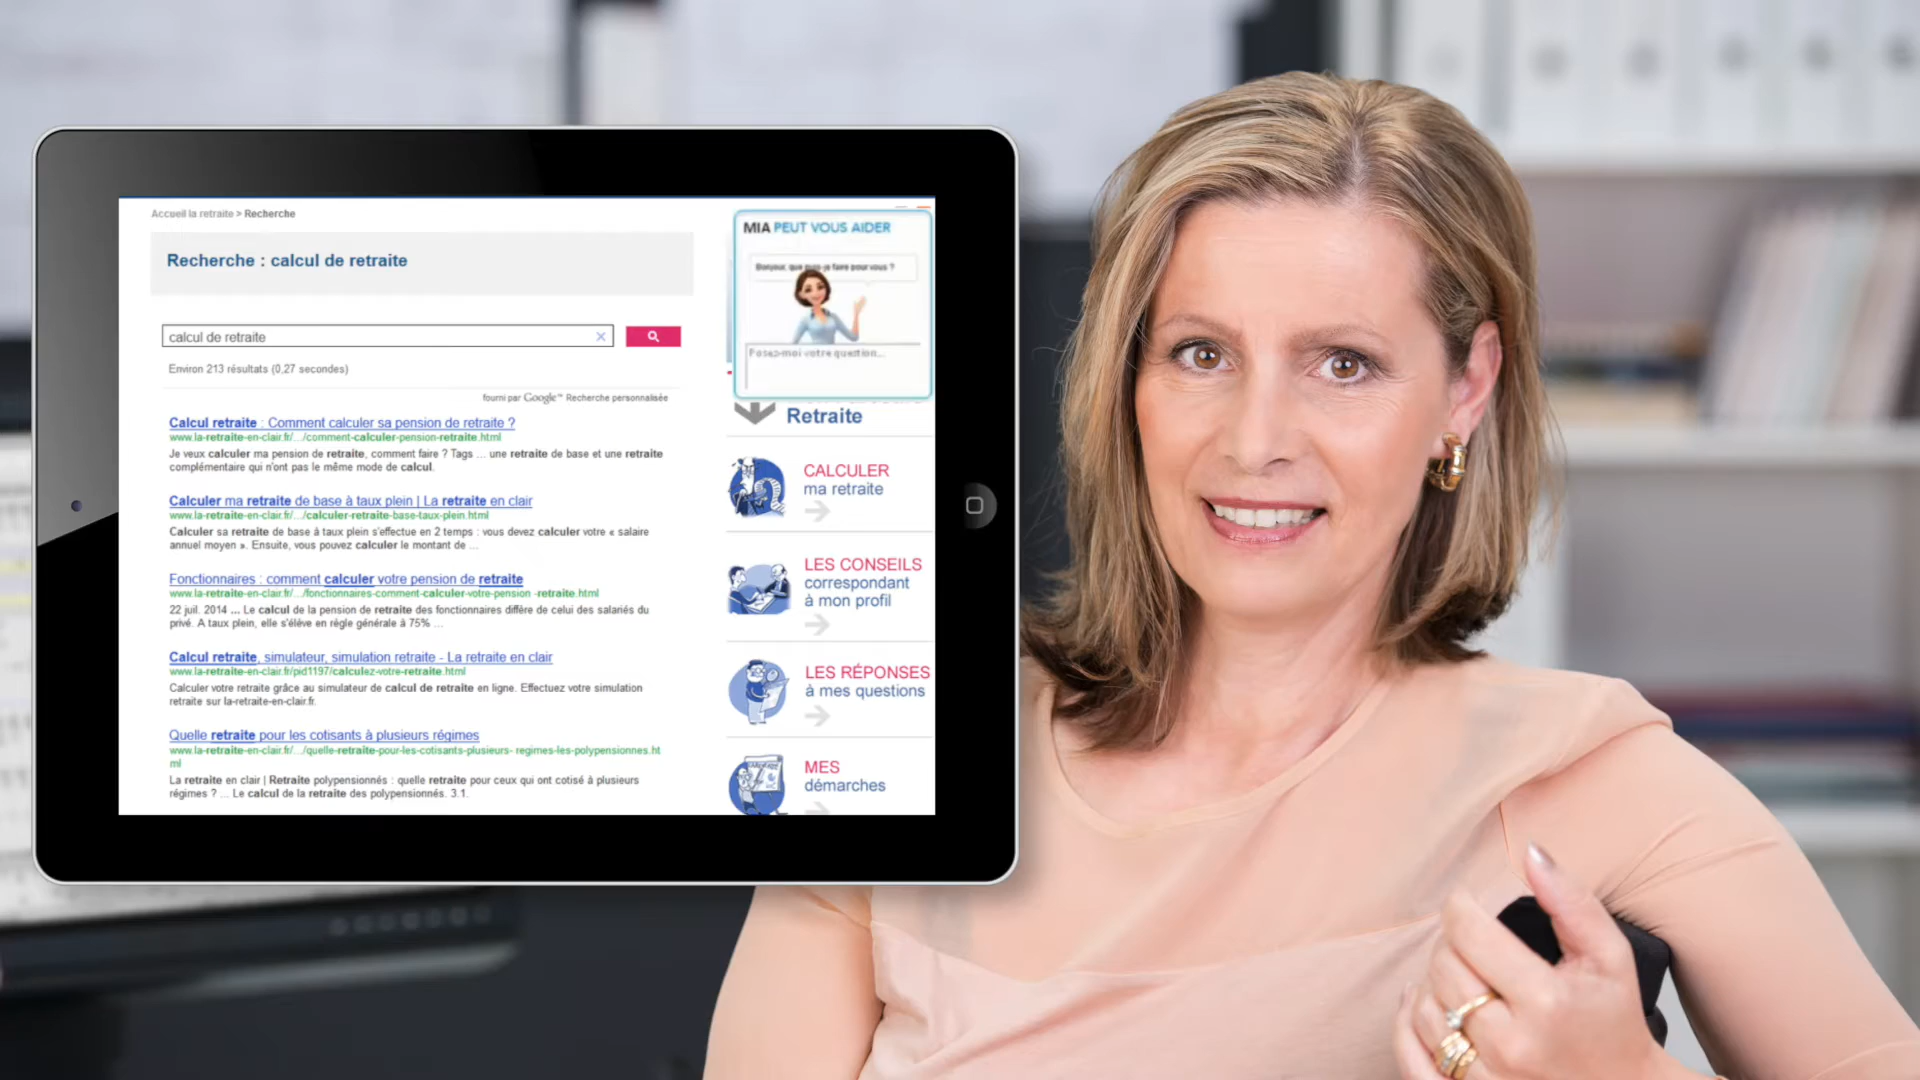 Accueil la retraite > Recherche
Recherche : calcul de retraite
calcul de retraite
Environ 213 résultats (0,27 secondes)
fourni par Google™ Recherche personnalisée
Calcul retraite : Comment calculer sa pension de retraite ?
www.la-retraite-en-clair.fr/.../comment-calculer-pension-retraite.html
Je veux calculer ma pension de retraite, comment faire ? Tags ... une retraite de base et une retraite
complémentaire qui n'ont pas le même mode de calcul.
Calculer ma retraite de base à taux plein | La retraite en clair
www.la-retraite-en-clair.fr/.../calculer-retraite-base-taux-plein.html
Calculer sa retraite de base à taux plein s'effectue en 2 temps : vous devez calculer votre « salaire
annuel moyen ». Ensuite, vous pouvez calculer le montant de ...
Fonctionnaires : comment calculer votre pension de retraite
www.la-retraite-en-clair.fr/.../fonctionnaires-comment-calculer-votre-pension -retraite.html
22 juil. 2014 ... Le calcul de la pension de retraite des fonctionnaires diffère de celui des salariés du
privé. A taux plein, elle s'élève en règle générale à 75% ...
Calcul retraite, simulateur, simulation retraite - La retraite en clair
www.la-retraite-en-clair.fr/pid1197/calculez-votre-retraite.html
Calculer votre retraite grâce au simulateur de calcul de retraite en ligne. Effectuez votre simulation
retraite sur la-retraite-en-clair.fr.
Quelle retraite pour les cotisants à plusieurs régimes
www.la-retraite-en-clair.fr/.../quelle-retraite-pour-les-cotisants-plusieurs- regimes-les-polypensionnes.ht
ml
La retraite en clair | Retraite polypensionnés : quelle retraite pour ceux qui ont cotisé à plusieurs
régimes ? ... Le calcul de la retraite des polypensionnés. 3.1.
MIA PEUT VOUS AIDER
Bonjour, que puis-je faire pour vous ?
Posez-moi votre question...
Retraite
CALCULER
ma retraite
LES CONSEILS
correspondant
à mon profil
LES RÉPONSES
à mes questions
MES
démarches